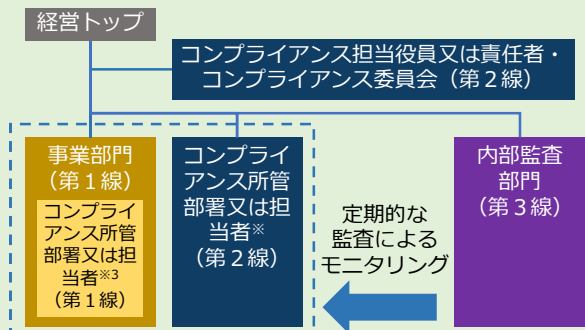 経営トップ
コンプライアンス担当役員又は責任者・
コンプライアンス委員会（第２線）
事業部門
（第１線）
コンプライ
アンス所管
部署又は担
当者※3
（第１線）
コンプライ
アンス所管
部署又は担
当者※
（第２線）
定期的な
監査による
モニタリング
内部監査
部門
（第３線）